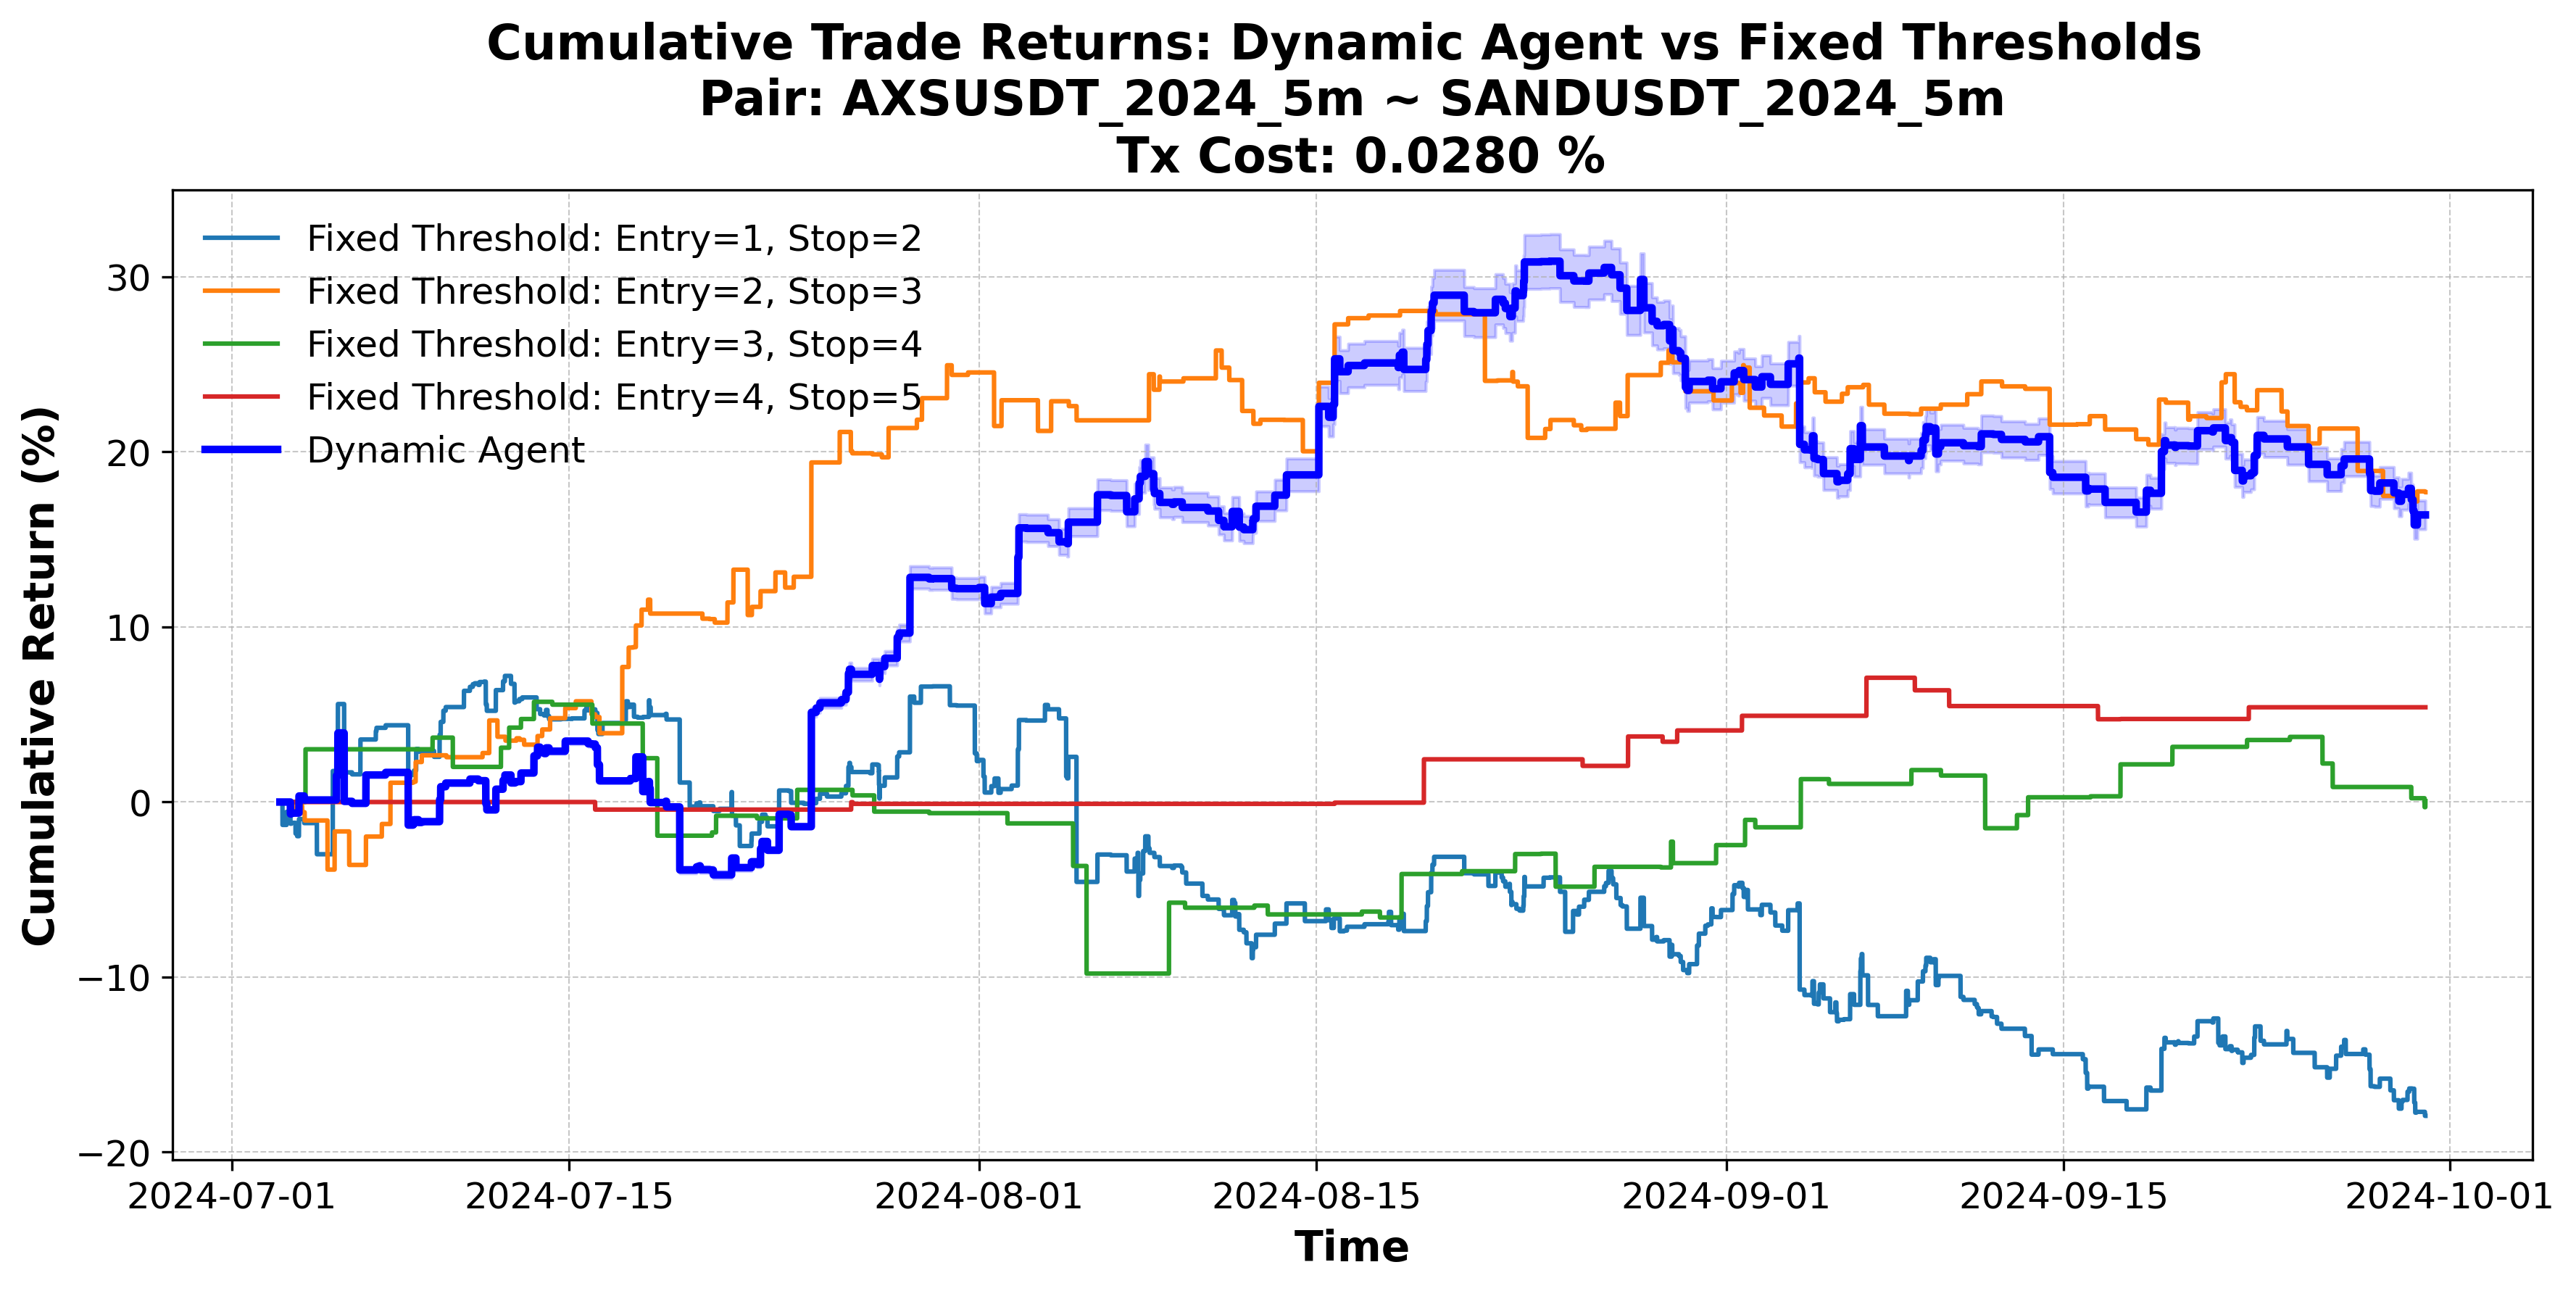 Cumulative Trade Returns: Dynamic Agent vs Fixed Thresholds
Pair: AXSUSDT_2024_5m ~ SANDUSDT_2024_5m
Tx Cost: 0.0280 %
Fixed Threshold: Entry=1, Stop=2
Fixed Threshold: Entry=2, Stop=3
Fixed Threshold: Entry=3, Stop=4
Fixed Threshold: Entry=4, Stop=5
Dynamic Agent
Cumulative Return (%)
30
20
10
0
−10
−20
2024-07-01
2024-07-15
2024-08-01
2024-08-15
2024-09-01
2024-09-15
2024-10-01
Time